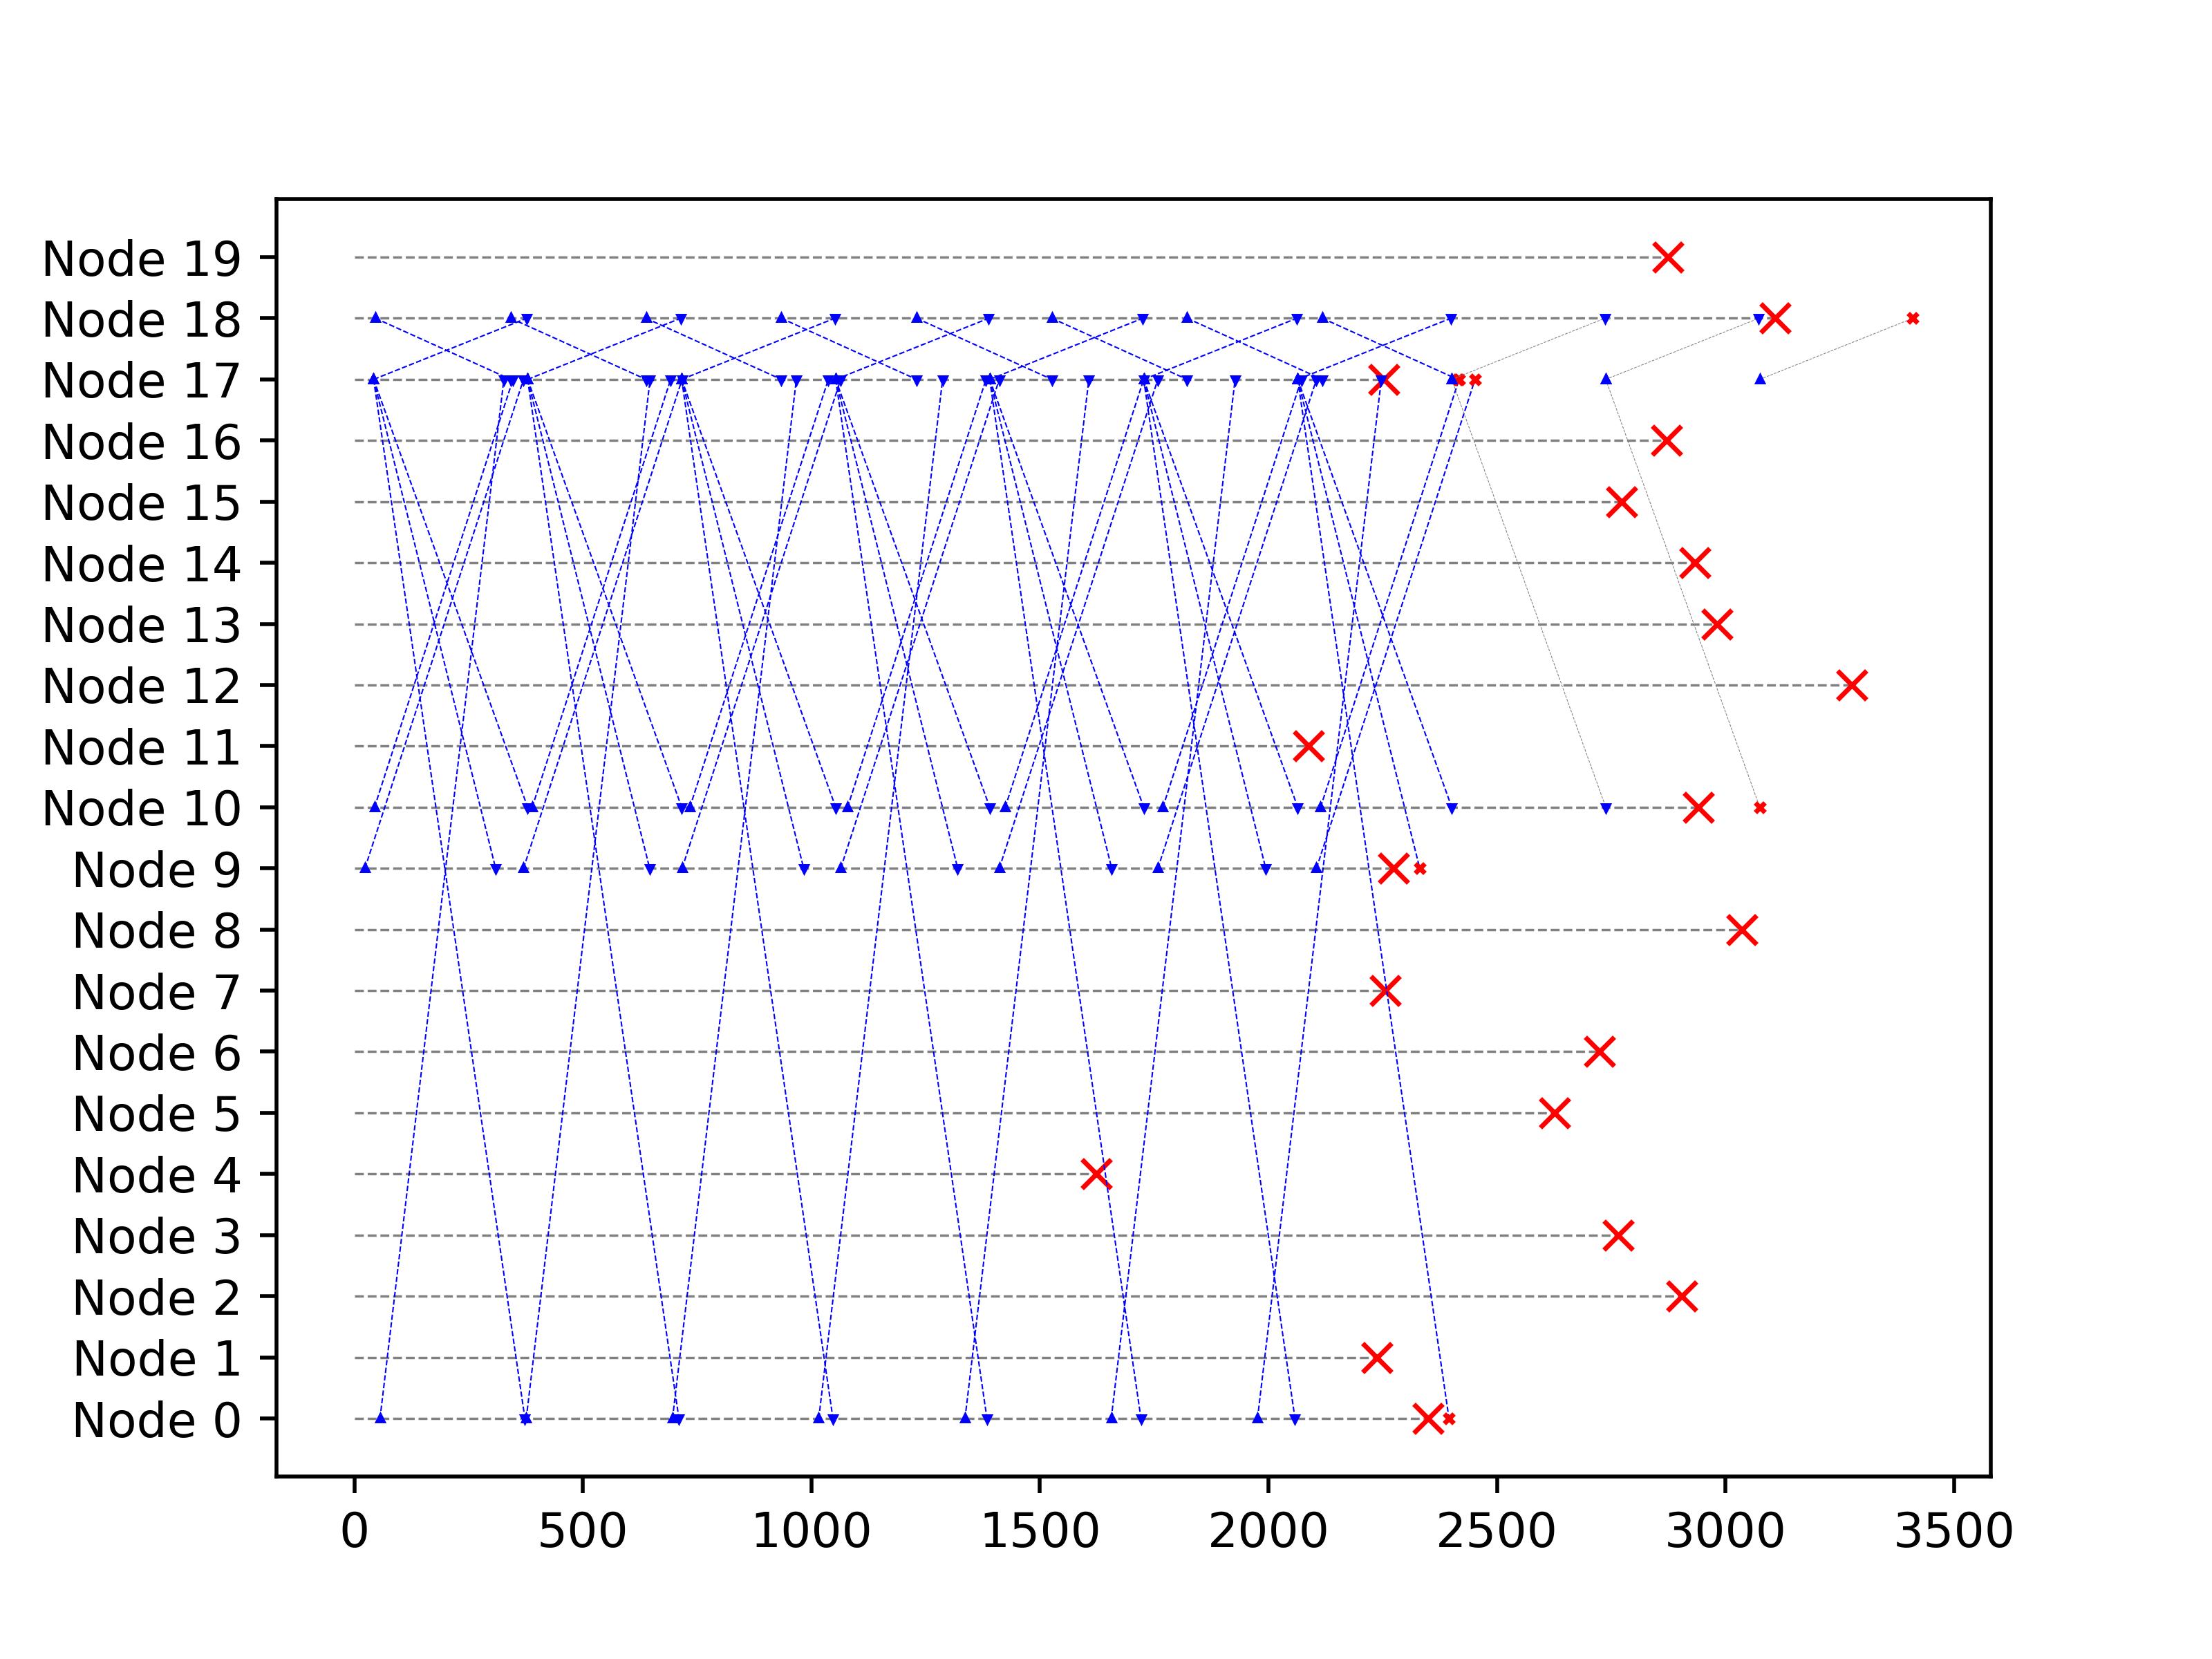 Node 19
Node 18
Node 17
Node 16
Node 15
Node 14
Node 13
Node 12
Node 11
Node 10
Node 9
Node 8
Node 7
Node 6
Node 5
Node 4
Node 3
Node 2
Node 1
Node 0
0 500 1000 1500 2000 2500 3000 3500